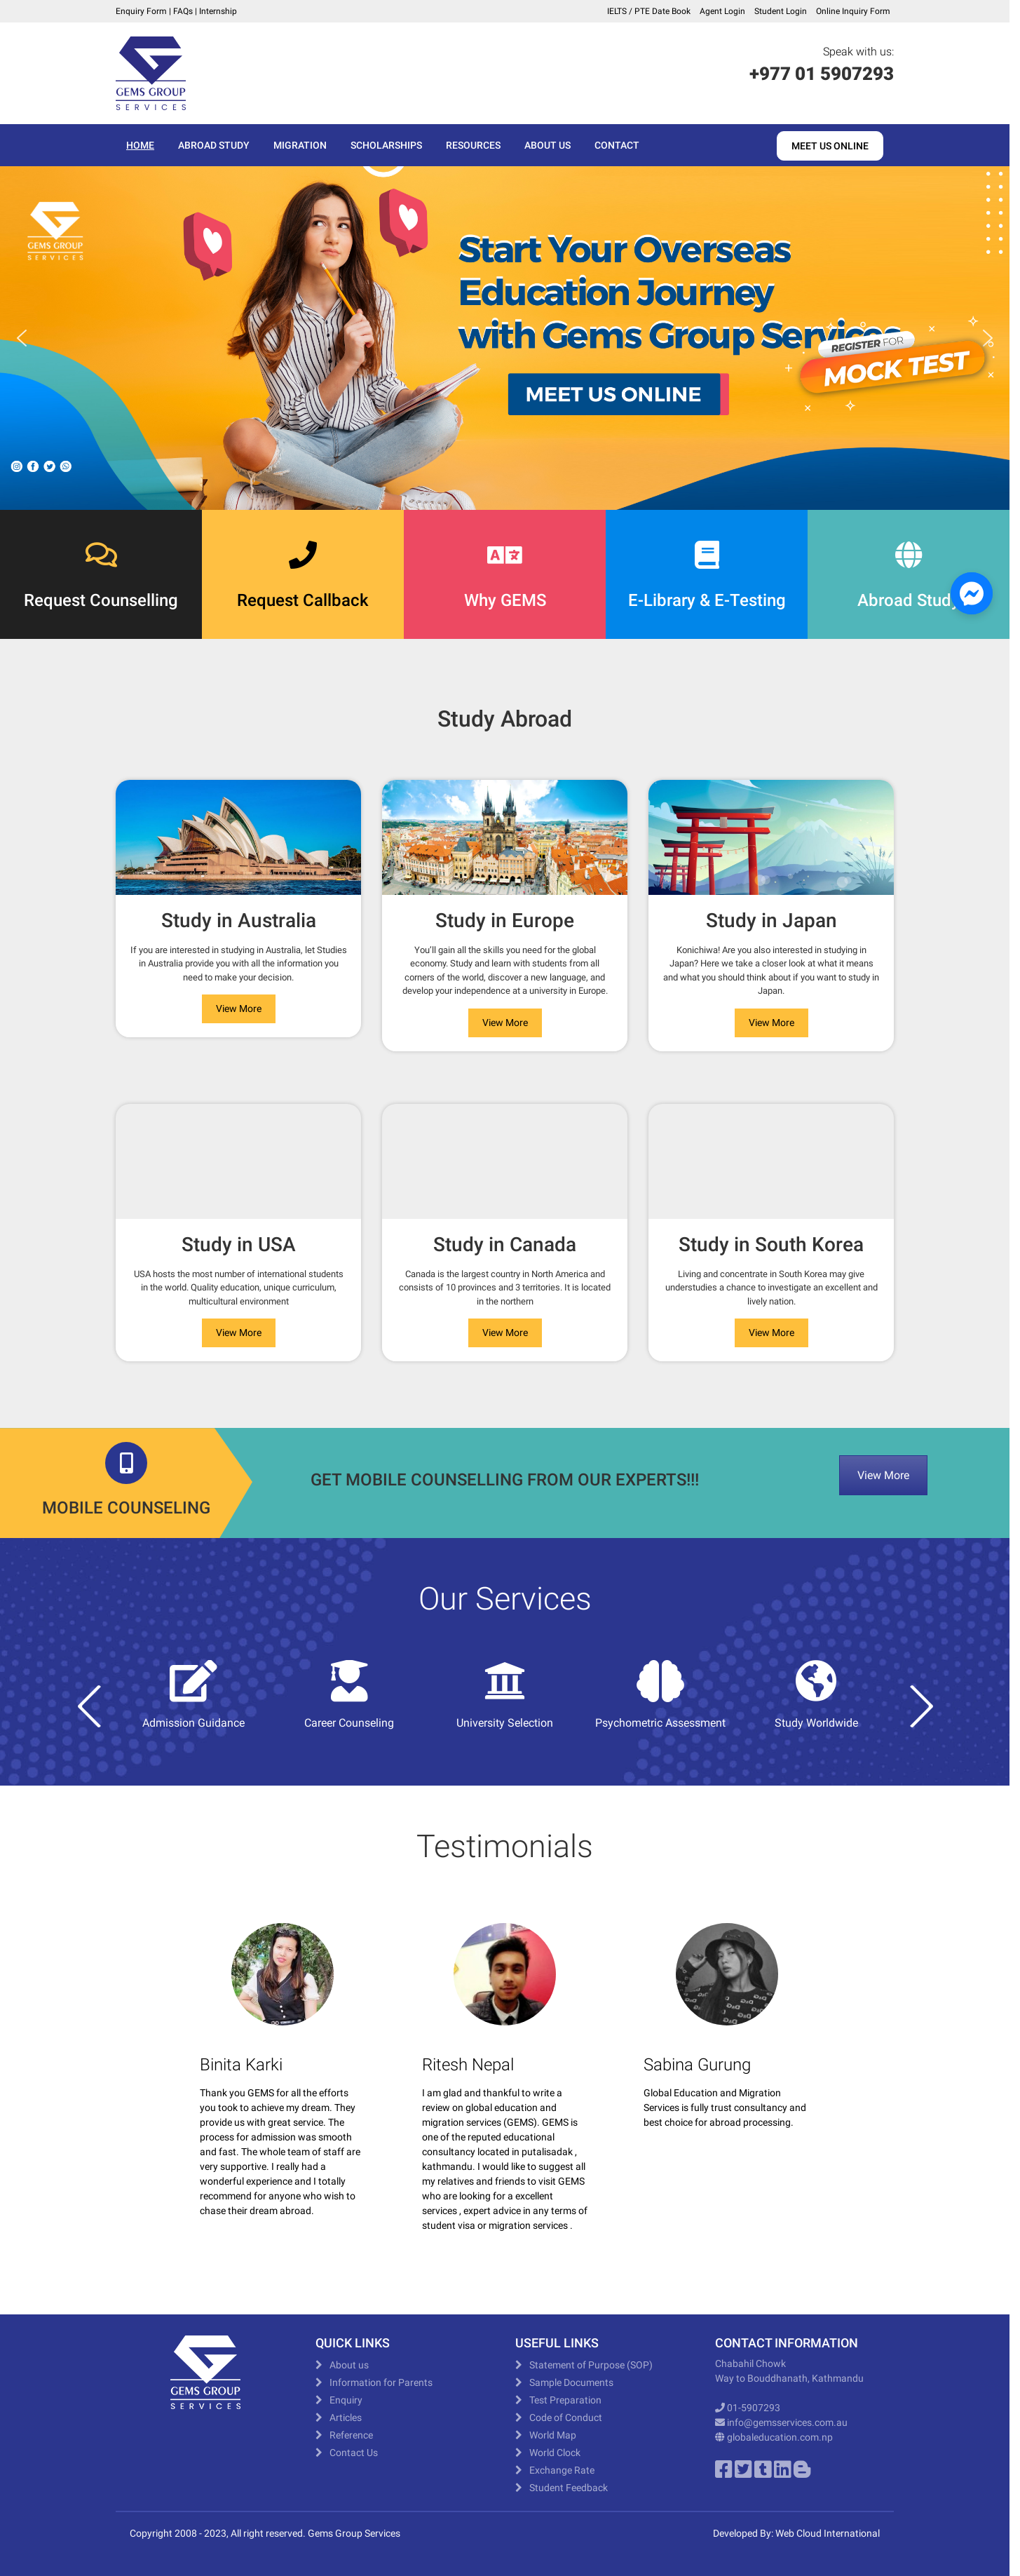 Enquiry Form | FAQs | Internship
IELTS / PTE Date Book Agent Login Student Login Online Inquiry Form
GEMS GROUP
SERVICES
Speak with us:
+977 01 5907293
HOME ABROAD STUDY MIGRATION SCHOLARSHIPS RESOURCES ABOUT US CONTACT
MEET US ONLINE
GEMS GROUP
SERVICES
Start Your Overseas
Education Journey
with Gems Group Services
REGISTER FOR
MOCK TEST
MEET US ONLINE
Request Counselling
Request Callback
Why GEMS
E-Library & E-Testing
Abroad Study
Study Abroad
Study in Australia
If you are interested in studying in Australia, let Studies
in Australia provide you with all the information you
need to make your decision.
View More
Study in Europe
You'll gain all the skills you need for the global
economy. Study and learn with students from all
corners of the world, discover a new language, and
develop your independence at a university in Europe.
View More
Study in Japan
Konichiwa! Are you also interested in studying in
Japan? Here we take a closer look at what it means
and what you should think about if you want to study in
Japan.
View More
Study in USA
USA hosts the most number of international students
in the world. Quality education, unique curriculum,
multicultural environment
View More
Study in Canada
Canada is the largest country in North America and
consists of 10 provinces and 3 territories. It is located
in the northern
View More
Study in South Korea
Living and concentrate in South Korea may give
understudies a chance to investigate an excellent and
lively nation.
View More
MOBILE COUNSELING
GET MOBILE COUNSELLING FROM OUR EXPERTS!!!
View More
Our Services
Admission Guidance
Career Counseling
University Selection
Psychometric Assessment
Study Worldwide
Testimonials
Binita Karki
Thank you GEMS for all the efforts
you took to achieve my dream. They
provide us with great service. The
process for admission was smooth
and fast. The whole team of staff are
very supportive. I really had a
wonderful experience and I totally
recommend for anyone who wish to
chase their dream abroad.
Ritesh Nepal
I am glad and thankful to write a
review on global education and
migration services (GEMS). GEMS is
one of the reputed educational
consultancy located in putalisadak ,
kathmandu. I would like to suggest all
my relatives and friends to visit GEMS
who are looking for a excellent
services , expert advice in any terms of
student visa or migration services .
Sabina Gurung
Global Education and Migration
Services is fully trust consultancy and
best choice for abroad processing.
GEMS GROUP
SERVICES
QUICK LINKS
About us
Information for Parents
Enquiry
Articles
Reference
Contact Us
USEFUL LINKS
Statement of Purpose (SOP)
Sample Documents
Test Preparation
Code of Conduct
World Map
World Clock
Exchange Rate
Student Feedback
CONTACT INFORMATION
Chabahil Chowk
Way to Bouddhanath, Kathmandu
01-5907293
info@gemsservices.com.au
globaleducation.com.np
Copyright 2008 - 2023, All right reserved. Gems Group Services
Developed By: Web Cloud International